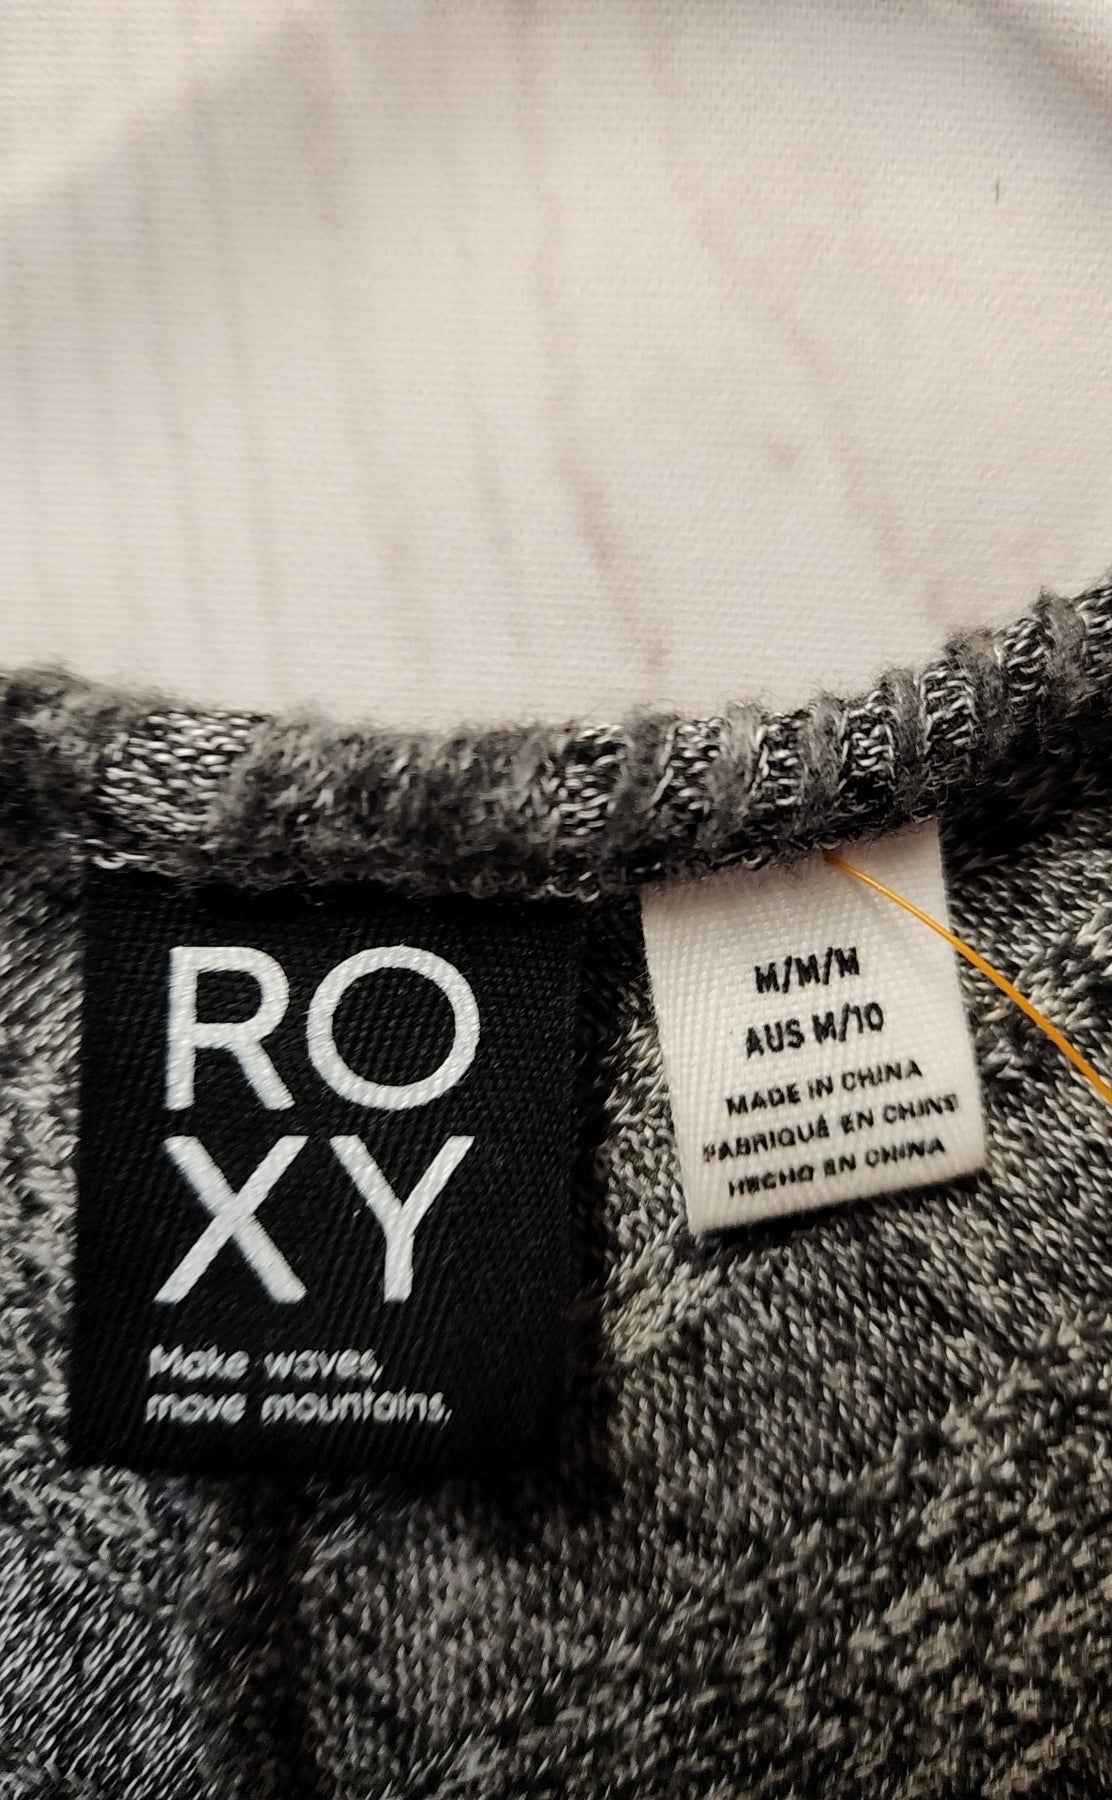 RO
XY
Make waves,
move mountains.
M/M/M
AUS M/10
MADE IN CHINA
FABRIQUÉ EN CHINE
HECHO EN CHINA